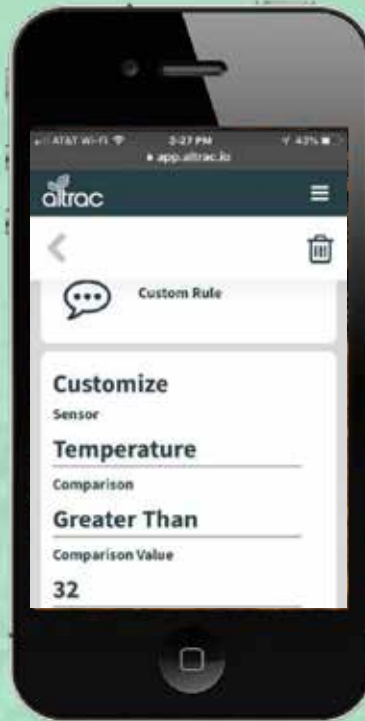 AT&T Wi-Fi 3:27 PM 43%
app.altrac.io
altrac
Custom Rule
Customize
Sensor
Temperature
Comparison
Greater Than
Comparison Value
32